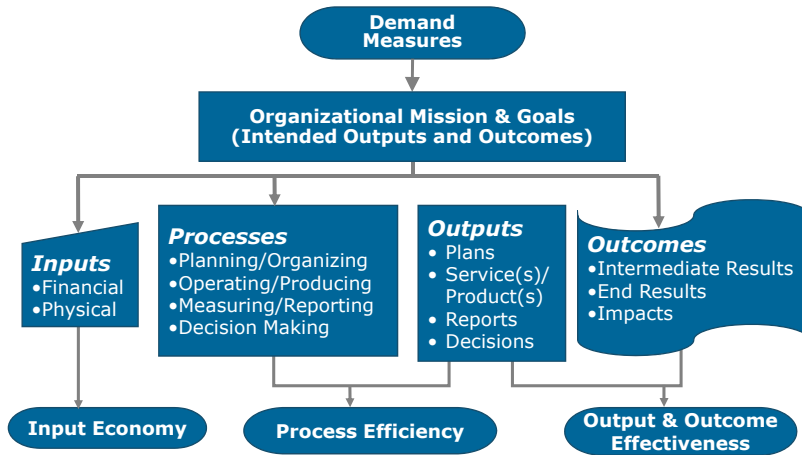 Demand
Measures
Organizational Mission & Goals
(Intended Outputs and Outcomes)
Inputs
•Financial
•Physical
Processes
•Planning/Organizing
•Operating/Producing
•Measuring/Reporting
•Decision Making
Outputs
• Plans
• Service(s)/
Product(s)
• Reports
• Decisions
Outcomes
•Intermediate Results
•End Results
•Impacts
Input Economy
Process Efficiency
Output & Outcome
Effectiveness